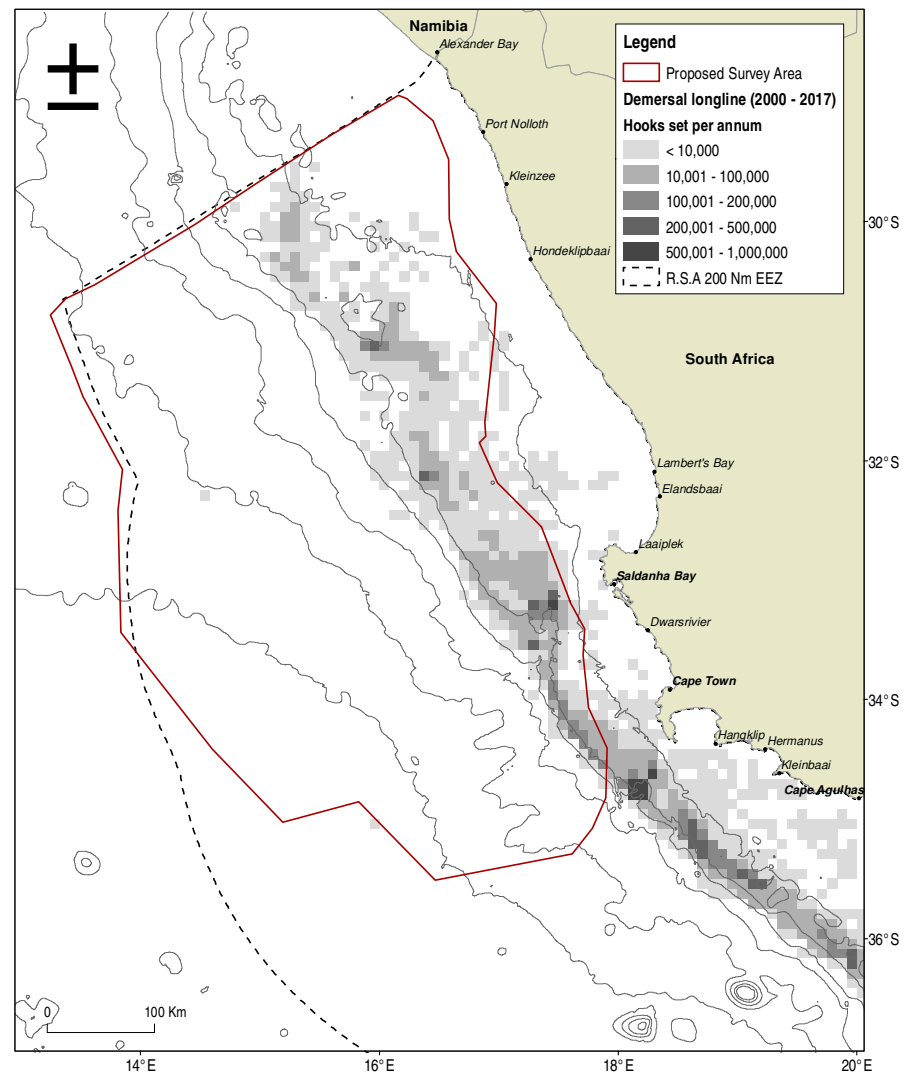 Namibia
Alexander Bay
Port Nolloth
Kleinzee
Hondeklipbaai
South Africa
Lambert's Bay
Elandsbaai
Laaiplek
Saldanha Bay
Dwarsrivier
Cape Town
Hangklip
Hermanus
Kleinbaai
Cape Agulhas
Legend
Proposed Survey Area
Demersal longline (2000 - 2017)
Hooks set per annum
< 10,000
10,001 - 100,000
100,001 - 200,000
200,001 - 500,000
500,001 - 1,000,000
R.S.A 200 Nm EEZ
30°S
32°S
34°S
36°S
0 100 Km
14°E 16°E 18°E 20°E